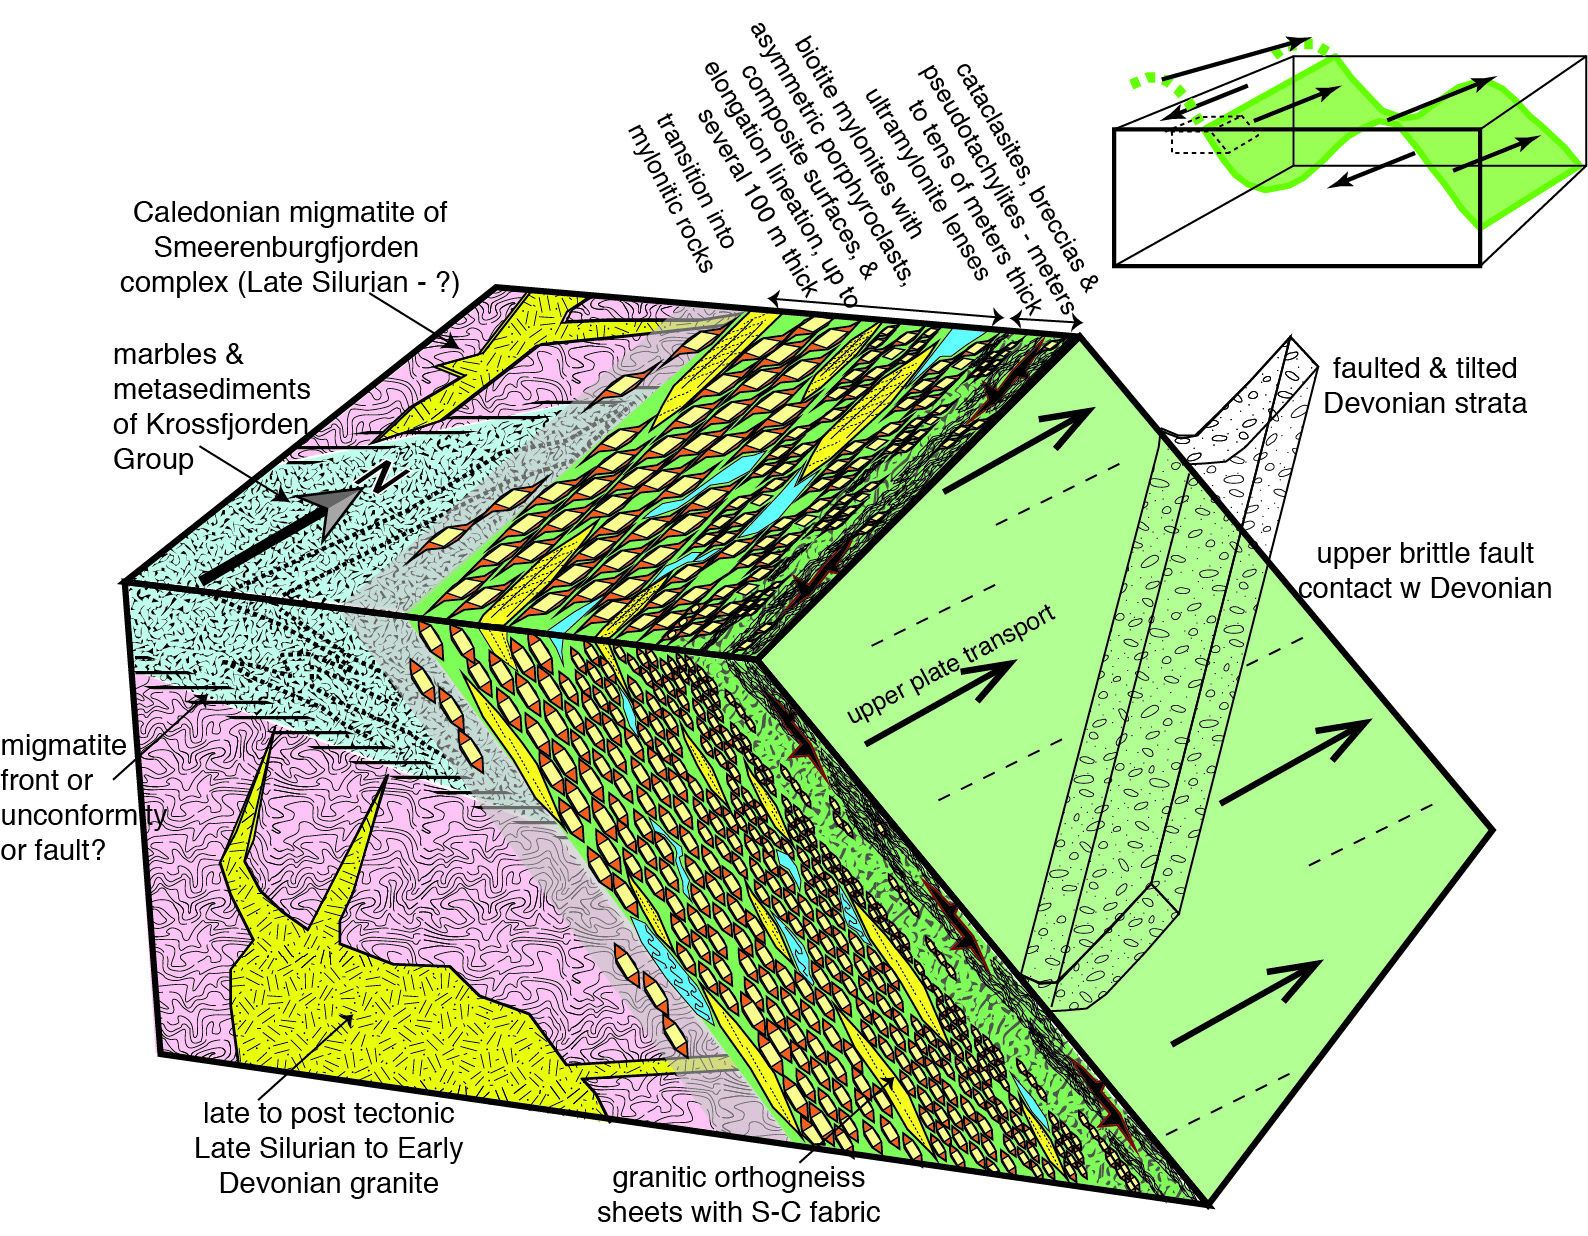 Caledonian migmatite of
Smeerenburgfjorden
complex (Late Silurian - ?)
marbles &
metasediments
of Krossfjorden
Group
transition into
mylonitic rocks
biotite mylonites with
asymmetric porphyroclasts,
composite surfaces, &
elongation lineation, up to
several 100 m thick
ultramylonite lenses
cataclasites, breccias &
pseudotachylites - meters
to tens of meters thick
N
faulted & tilted
Devonian strata
upper brittle fault
contact w Devonian
upper plate transport
migmatite
front or
unconformity
or fault?
late to post tectonic
Late Silurian to Early
Devonian granite
granitic orthogneiss
sheets with S-C fabric